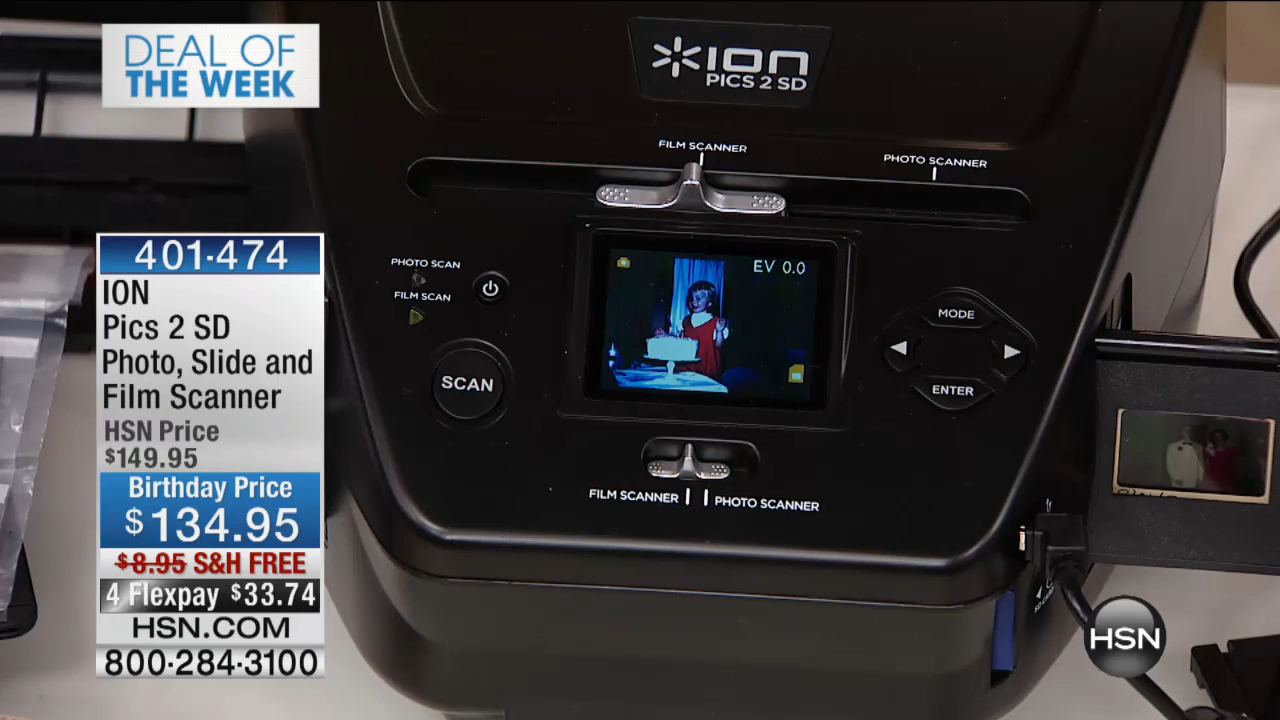 DEAL OF
THE WEEK
401-474
ION
Pics 2 SD
Photo, Slide and
Film Scanner
HSN Price
$149.95
Birthday Price
$134.95
$8.95 S&H FREE
4 Flexpay $33.74
HSN.COM
800-284-3100
ION
PICS 2 SD
FILM SCANNER
PHOTO SCANNER
PHOTO SCAN
FILM SCAN
SCAN
EV 0.0
MODE
ENTER
FILM SCANNER
PHOTO SCANNER
HSN